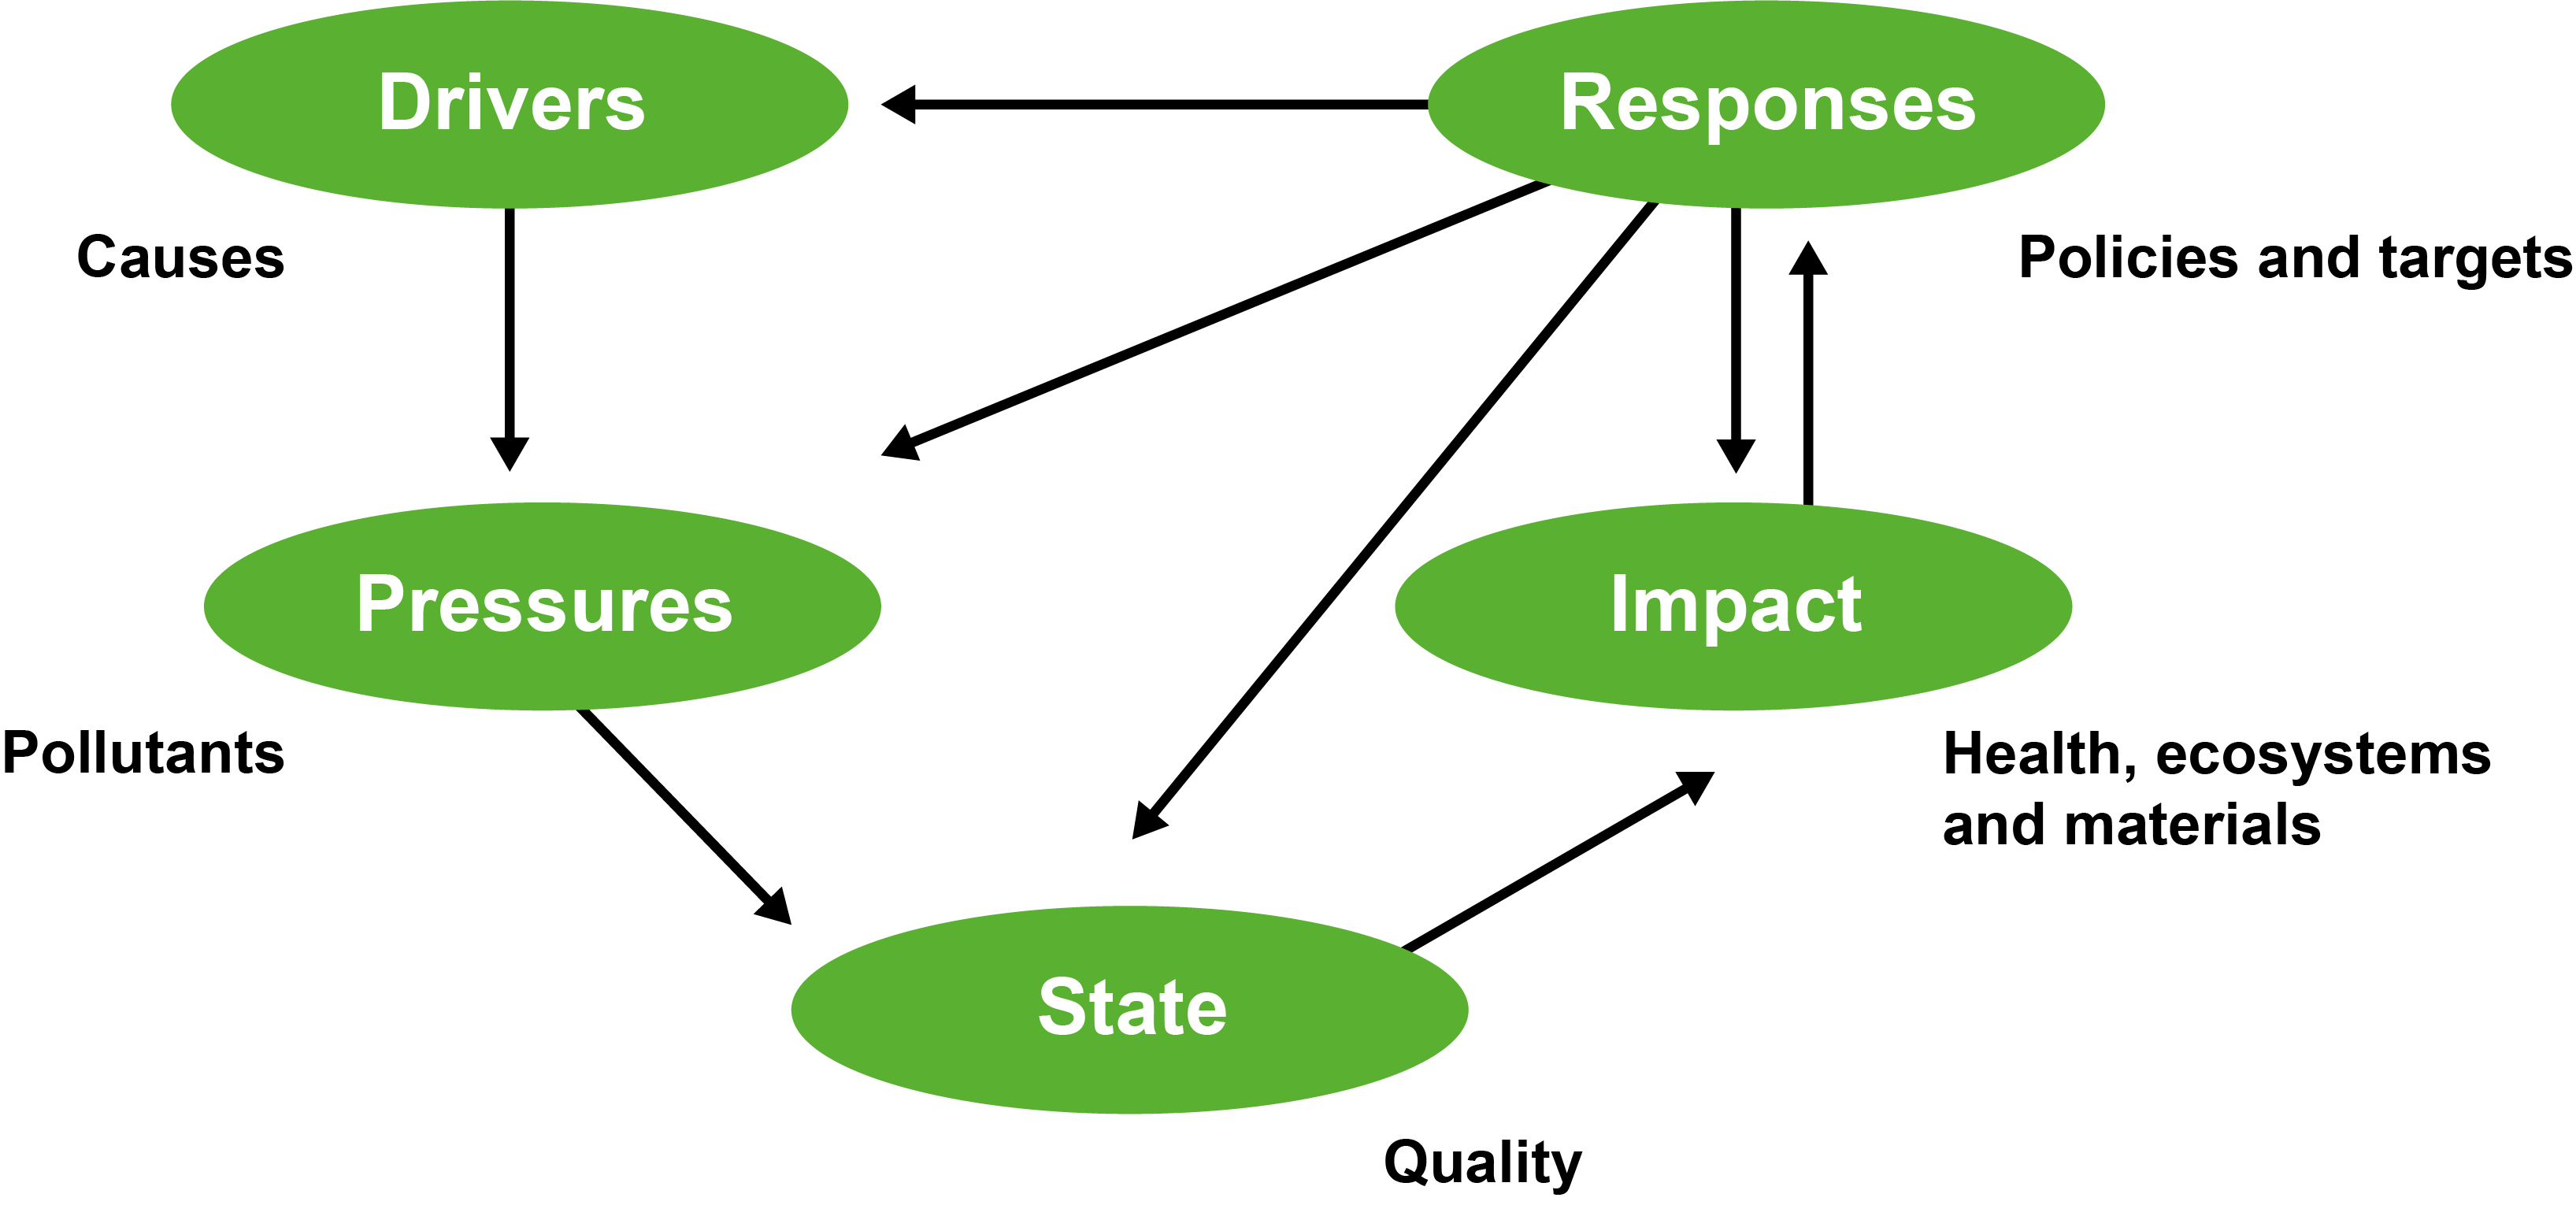 Drivers
Responses
Causes
Policies and targets
Pressures
Impact
Pollutants
Health, ecosystems
and materials
State
Quality